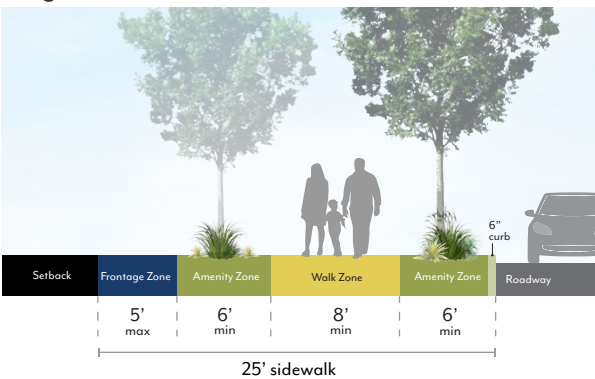 6”
curb
Setback
Frontage Zone
Amenity Zone
Walk Zone
Amenity Zone
Roadway
5’
max
6’
min
8’
min
6’
min
25’ sidewalk